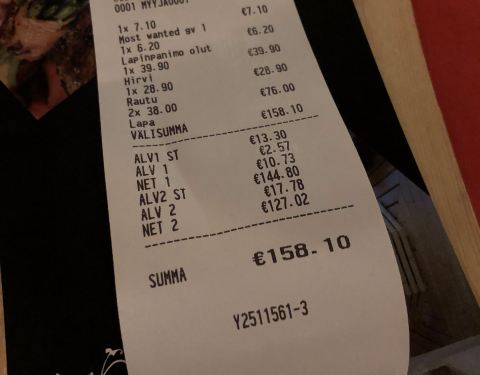 0001 MYYJÄ0001
1x 7.10 €7.10
Most wanted gv 1
1x 6.20 €6.20
Lapinpanimo olut
1x 39.90 €39.90
Hirvi
1x 28.90 €28.90
Rautu
2x 38.00 €76.00
Lapa
VÄLISUMMA €158.10
ALV1 ST €13.30
ALV 1 €2.57
NET 1 €10.73
ALV2 ST €144.80
ALV 2 €17.78
NET 2 €127.02
SUMMA €158.10
Y2511561-3